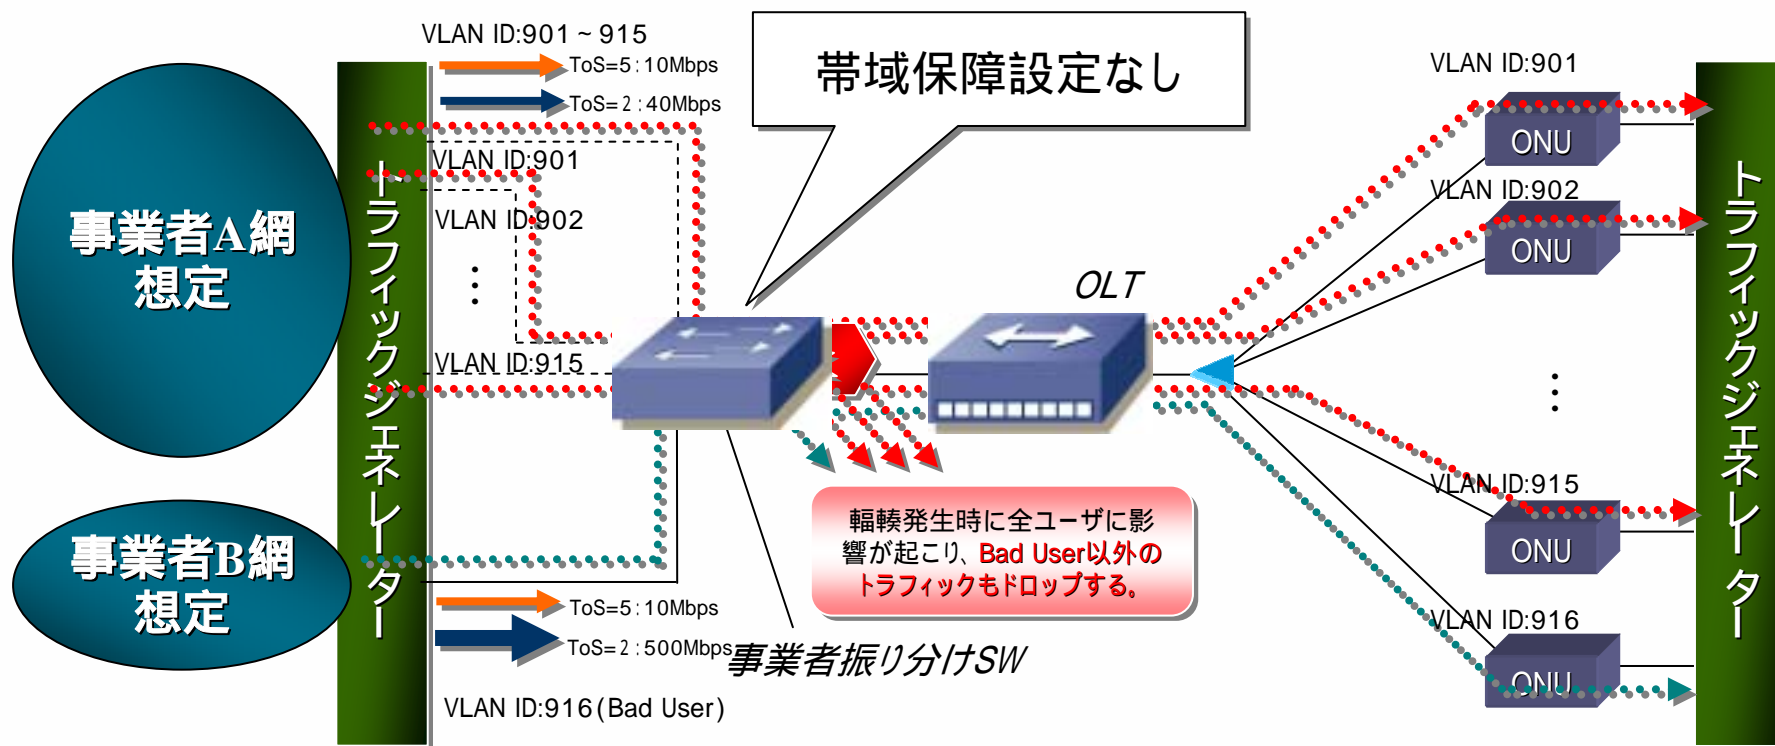 VLAN ID:901 ~ 915
ToS=5:10Mbps
ToS=2:40Mbps
帯域保障設定なし
事業者A網
想定
トラフィックジェネレーター
VLAN ID:901
VLAN ID:902
⋮
VLAN ID:915
OLT
VLAN ID:901
ONU
VLAN ID:902
ONU
⋮
VLAN ID:915
ONU
VLAN ID:916
ONU
トラフィックジェネレーター
輻輳発生時に全ユーザに影
響が起こり、Bad User以外の
トラフィックもドロップする。
事業者B網
想定
ToS=5:10Mbps
ToS=2:500Mbps
事業者振り分けSW
VLAN ID:916(Bad User)